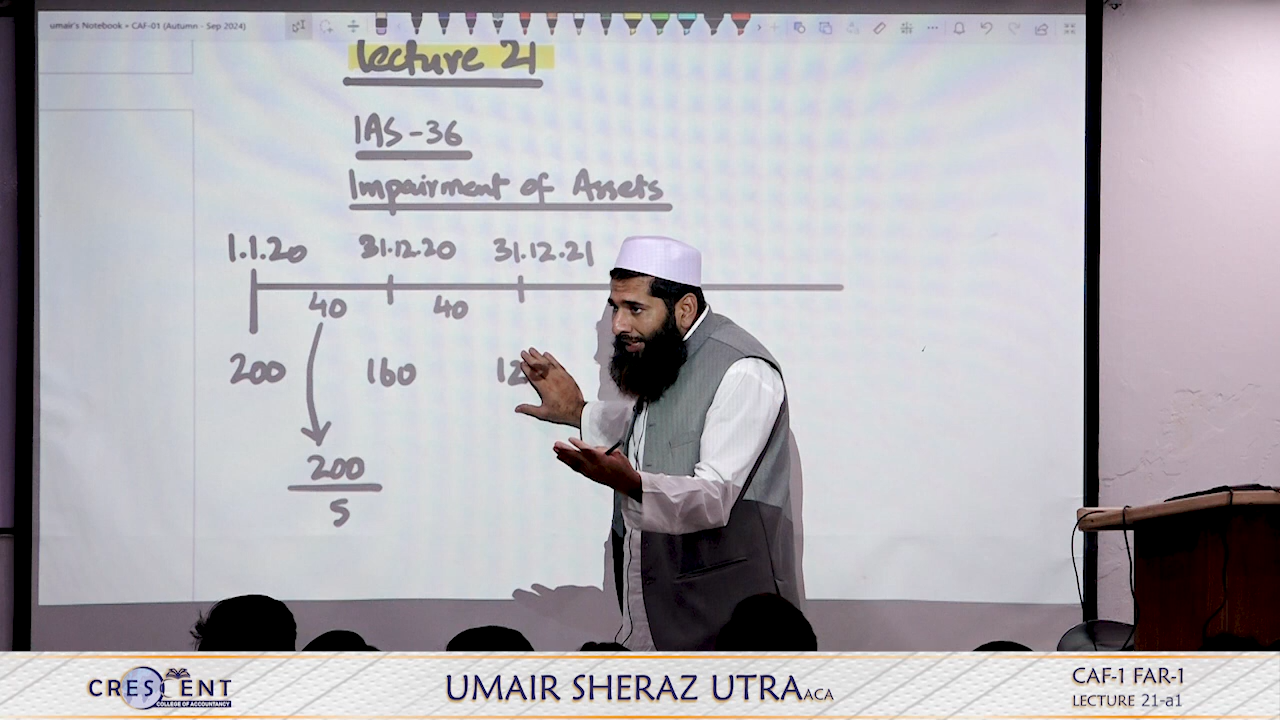 umair's Notebook • CAF-01 (Autumn - Sep 2024)
Lecture 21
IAS-36
Impairment of Assets
1.1.20 31.12.20 31.12.21
40 40
200 160
200
5
CRESCENT
COLLEGE OF ACCOUNTANCY
UMAIR SHERAZ UTRA ACA
CAF-1 FAR-1
LECTURE 21-a1